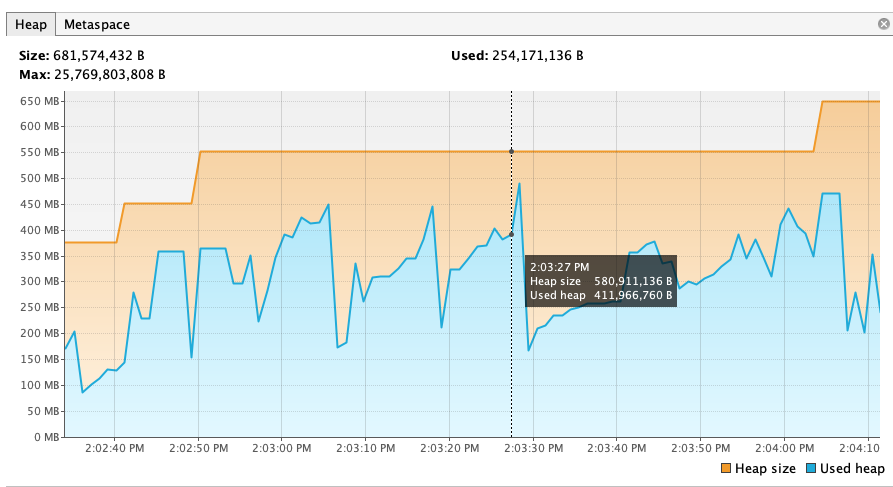 Heap Metaspace
Size: 681,574,432 B Used: 254,171,136 B
Max: 25,769,803,808 B
650 MB
600 MB
550 MB
500 MB
450 MB
400 MB
350 MB
300 MB
250 MB
200 MB
150 MB
100 MB
50 MB
0 MB
2:03:27 PM
Heap size 580,911,136 B
Used heap 411,966,760 B
2:02:40 PM 2:02:50 PM 2:03:00 PM 2:03:10 PM 2:03:20 PM 2:03:30 PM 2:03:40 PM 2:03:50 PM 2:04:00 PM 2:04:10
Heap size Used heap